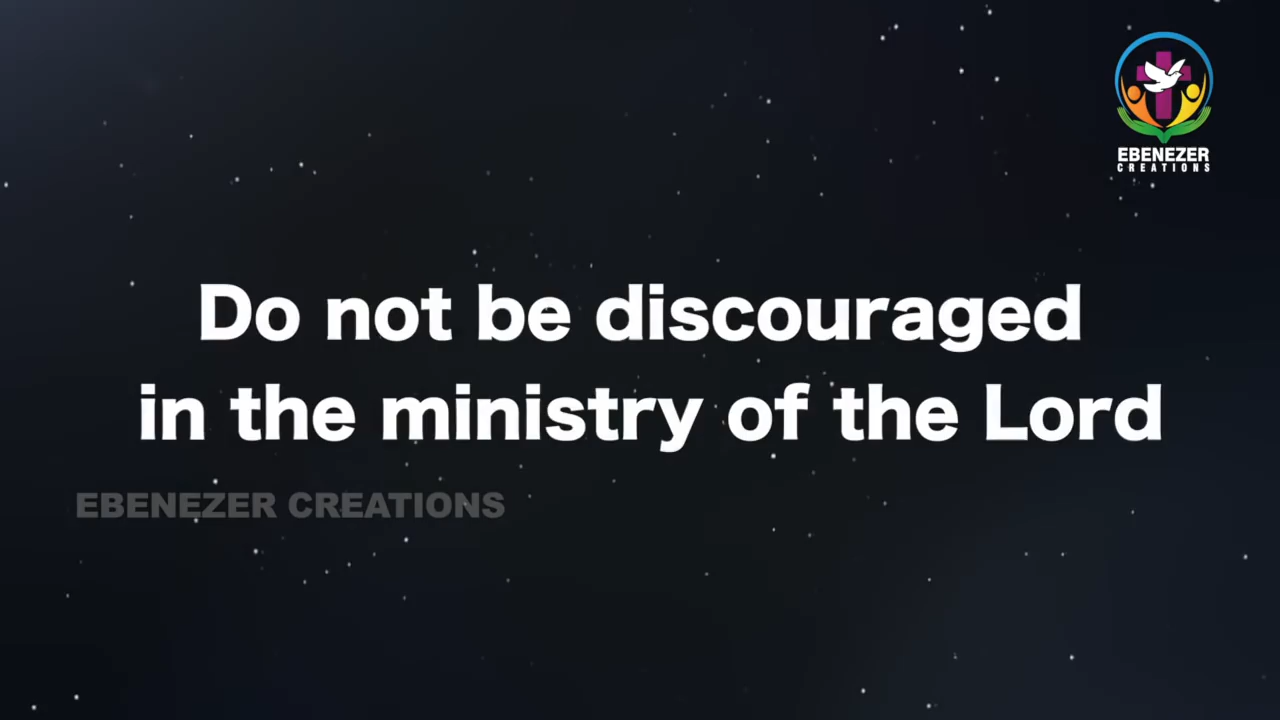 EBENEZER
CREATIONS
Do not be discouraged
in the ministry of the Lord
EBENEZER CREATIONS